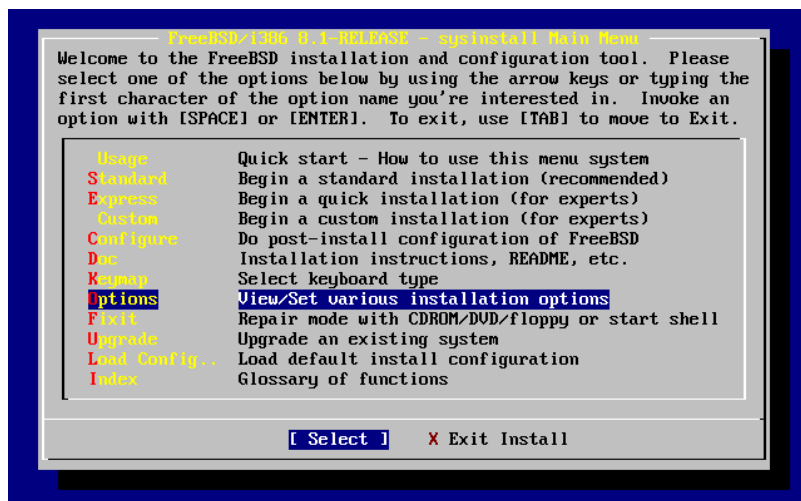 FreeBSD/i386 8.1-RELEASE - sysinstall Main Menu
Welcome to the FreeBSD installation and configuration tool.  Please
select one of the options below by using the arrow keys or typing the
first character of the option name you're interested in.  Invoke an
option with [SPACE] or [ENTER].  To exit, use [TAB] to move to Exit.
Usage Quick start - How to use this menu system
Standard Begin a standard installation (recommended)
Express Begin a quick installation (for experts)
Custom Begin a custom installation (for experts)
Configure Do post-install configuration of FreeBSD
Doc Installation instructions, README, etc.
Keymap Select keyboard type
Options View/Set various installation options
Fixit Repair mode with CDROM/DVD/floppy or start shell
Upgrade Upgrade an existing system
Load Config.. Load default install configuration
Index Glossary of functions
[ Select ] X Exit Install